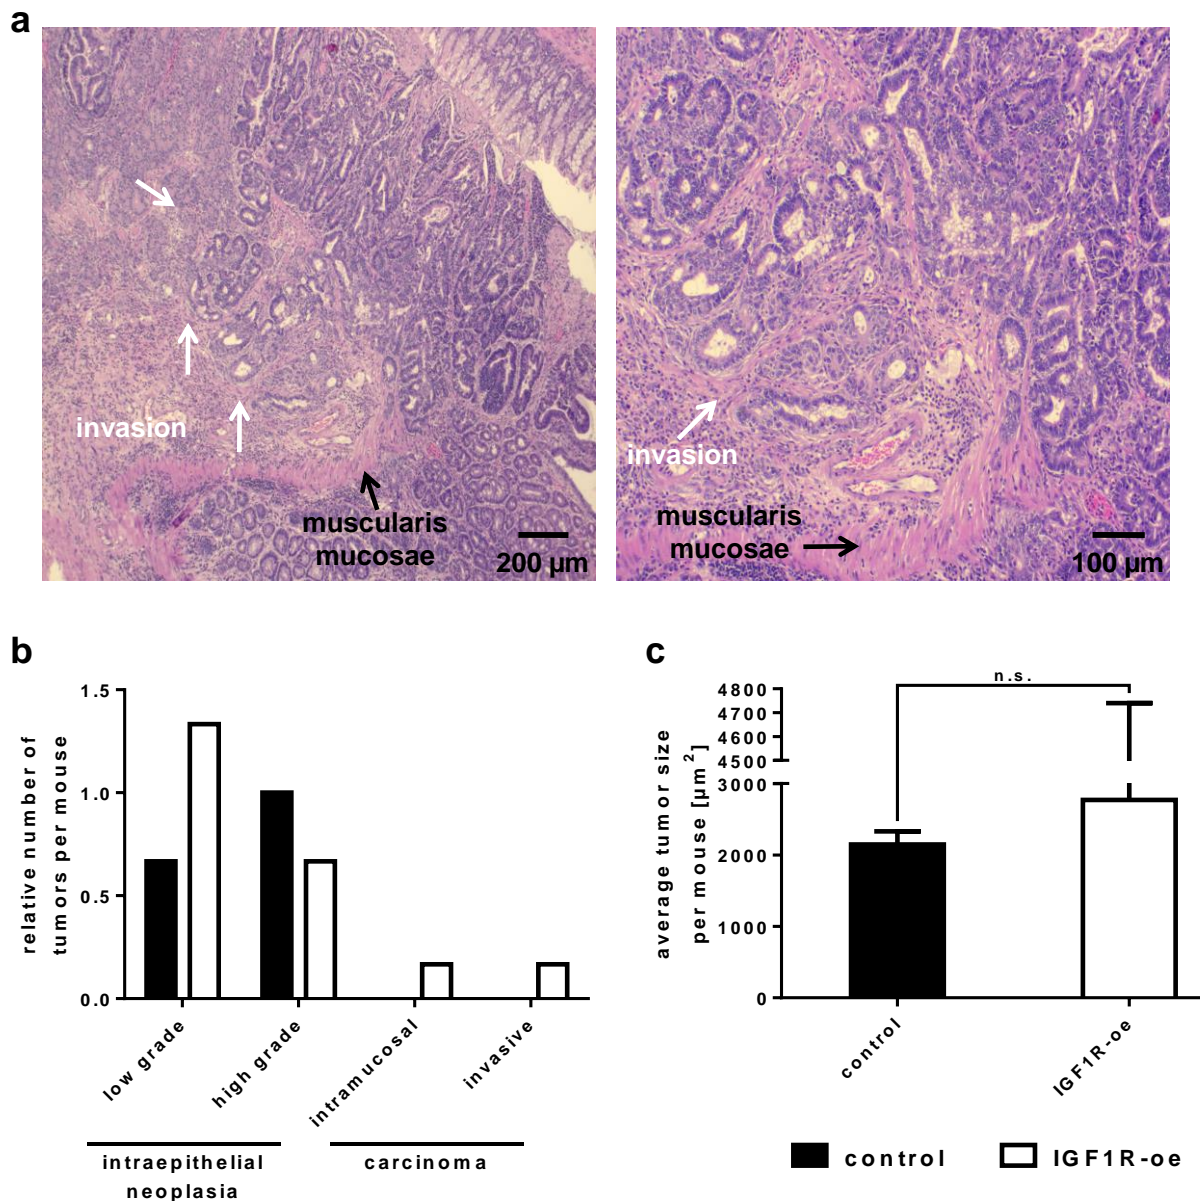 a
invasion
muscularis
mucosae
200 µm
invasion
muscularis
mucosae
100 µm
b
relative number of
tumors per mouse
1.5
1.0
0.5
0.0
low grade
high grade
intramucosal
invasive
intraepithelial
neoplasia
carcinoma
c
n.s.
average tumor size
per mouse [µm²]
4800
4700
4600
4500
3000
2000
1000
0
control
IGF1R-oe
control
IGF1R-oe